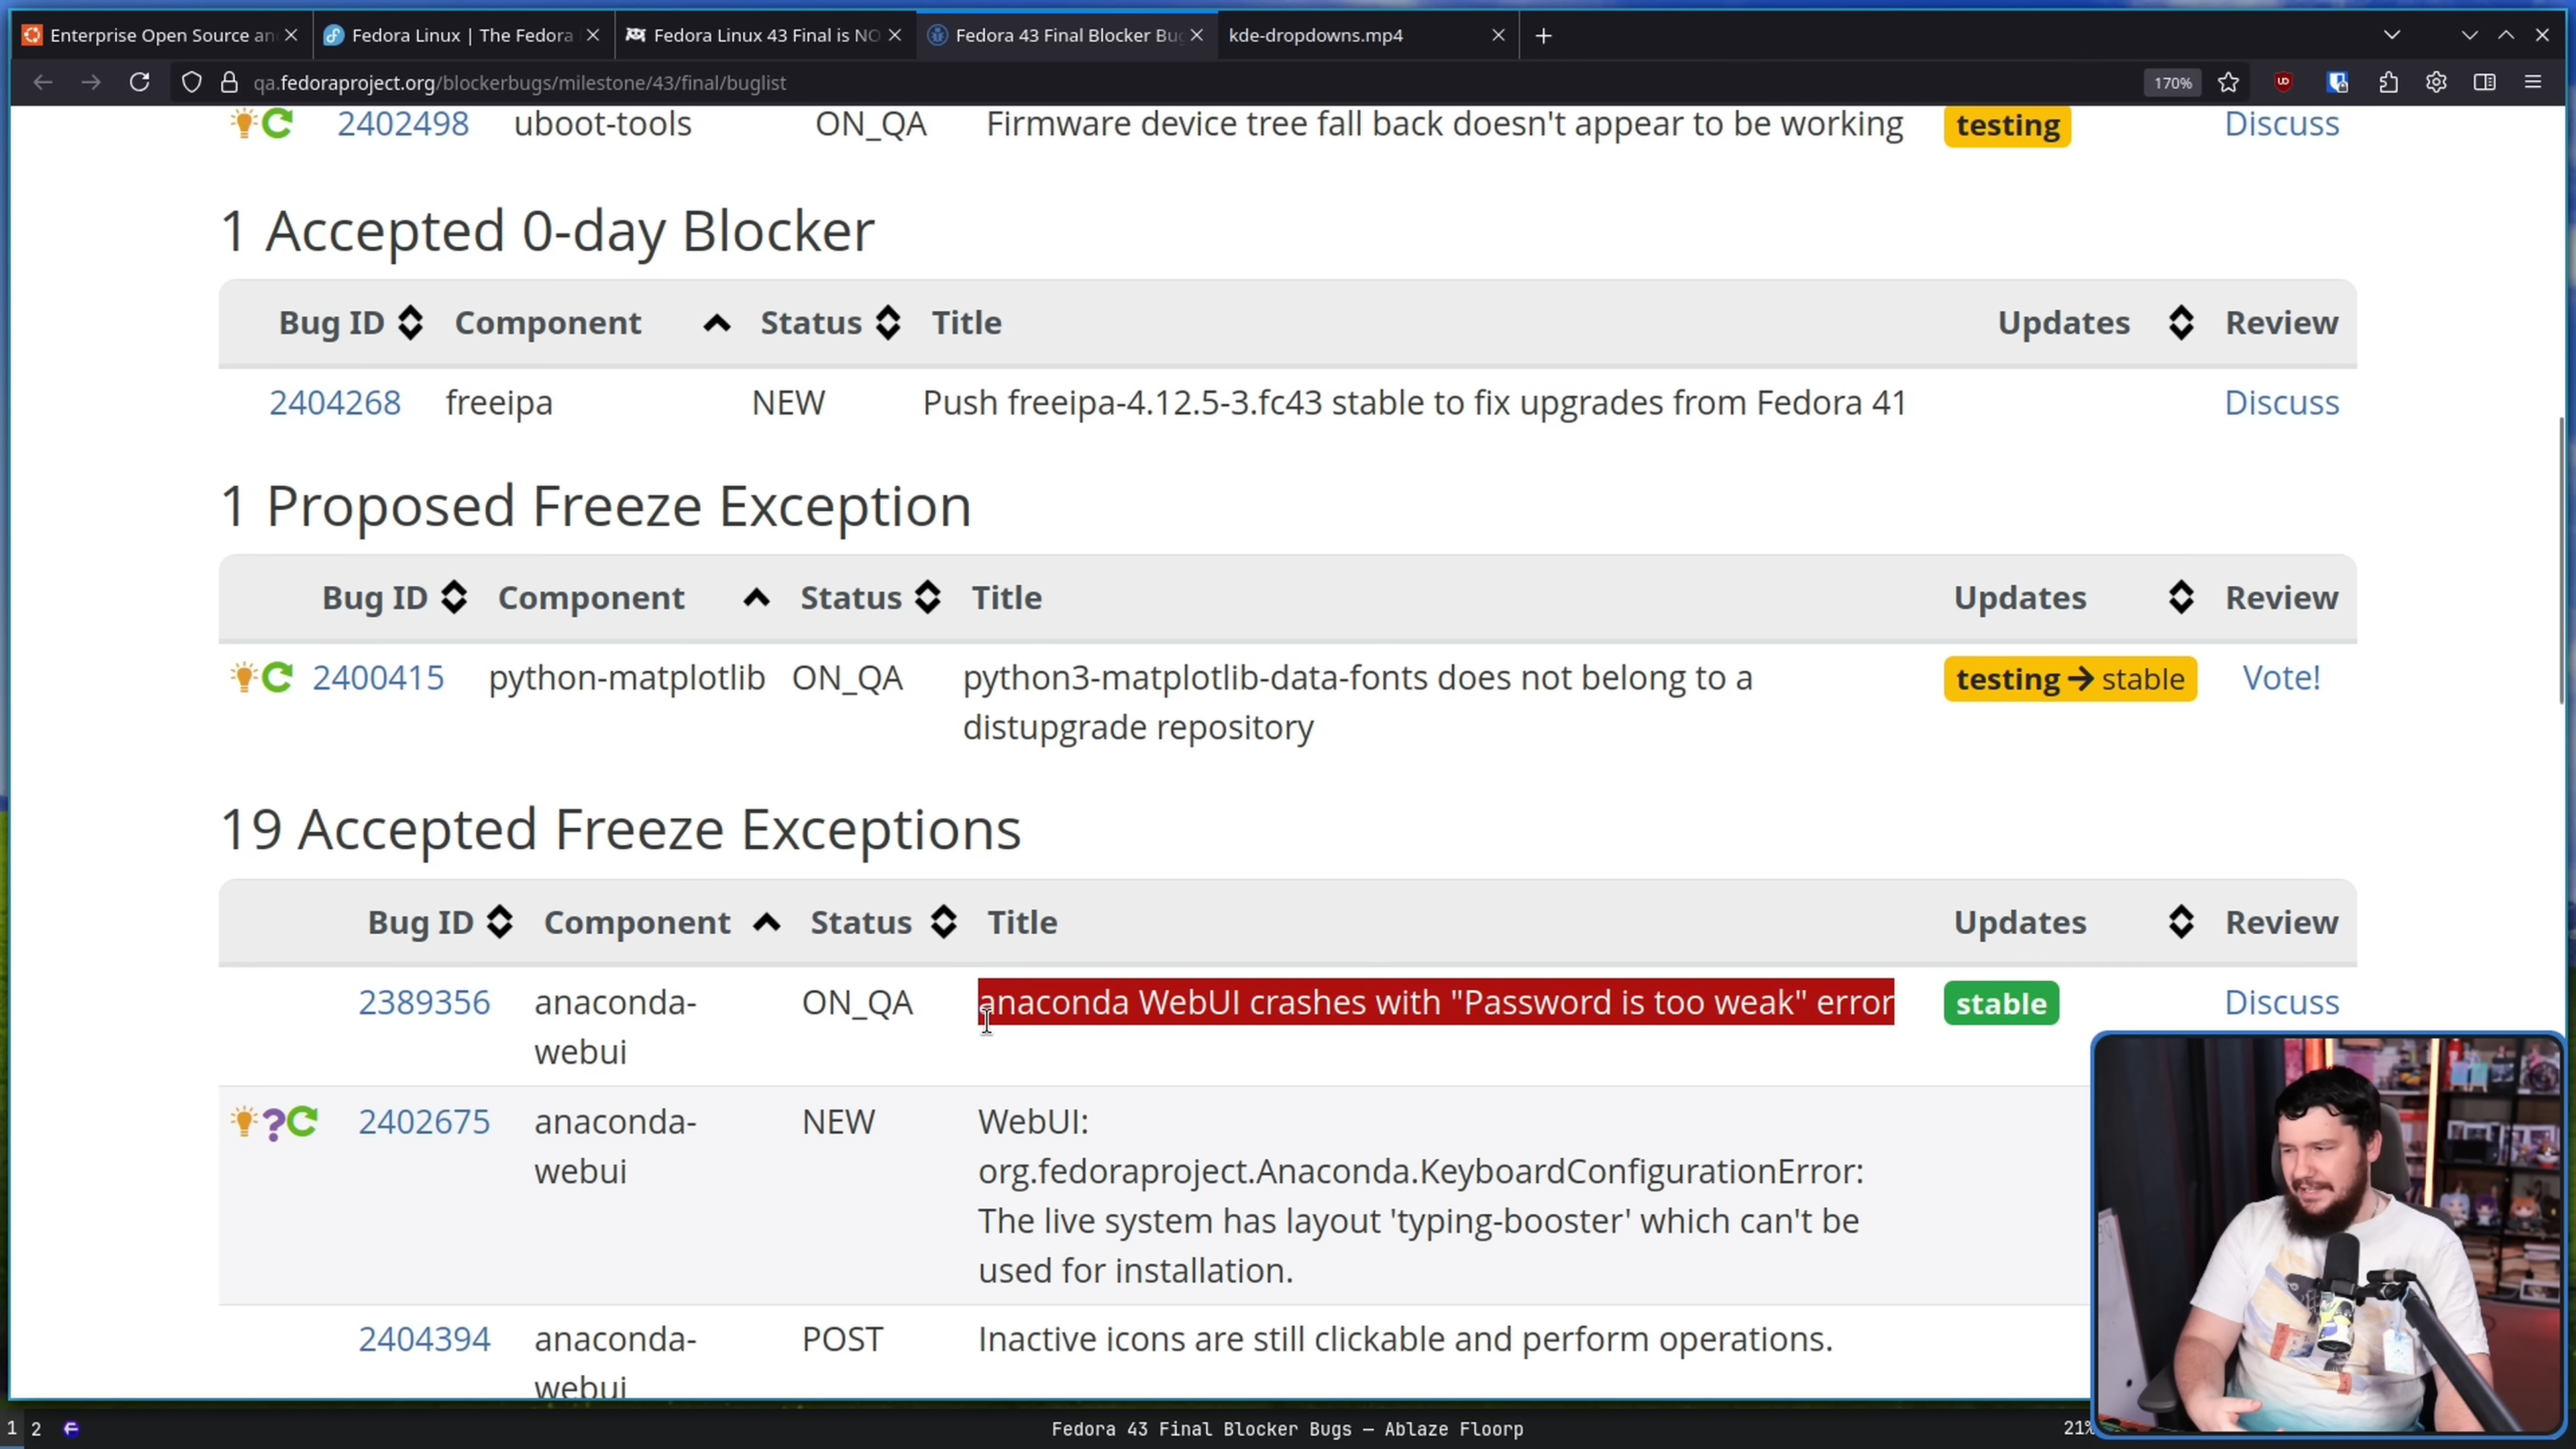 Enterprise Open Source an
Fedora Linux | The Fedora
Fedora Linux 43 Final is NO
Fedora 43 Final Blocker Bug
kde-dropdowns.mp4
qa.fedoraproject.org/blockerbugs/milestone/43/final/buglist
170%
2402498 uboot-tools ON_QA Firmware device tree fall back doesn't appear to be working testing Discuss
1 Accepted 0-day Blocker
Bug ID Component Status Title Updates Review
2404268 freeipa NEW Push freeipa-4.12.5-3.fc43 stable to fix upgrades from Fedora 41 Discuss
1 Proposed Freeze Exception
Bug ID Component Status Title Updates Review
2400415 python-matplotlib ON_QA python3-matplotlib-data-fonts does not belong to a testing → stable Vote!
distupgrade repository
19 Accepted Freeze Exceptions
Bug ID Component Status Title Updates Review
2389356 anaconda- ON_QA anaconda WebUI crashes with "Password is too weak" error stable Discuss
webui
2402675 anaconda- NEW WebUI:
webui org.fedoraproject.Anaconda.KeyboardConfigurationError:
The live system has layout 'typing-booster' which can't be
used for installation.
2404394 anaconda- POST Inactive icons are still clickable and perform operations.
webui
1 2 Fedora 43 Final Blocker Bugs — Ablaze Floorp 21%